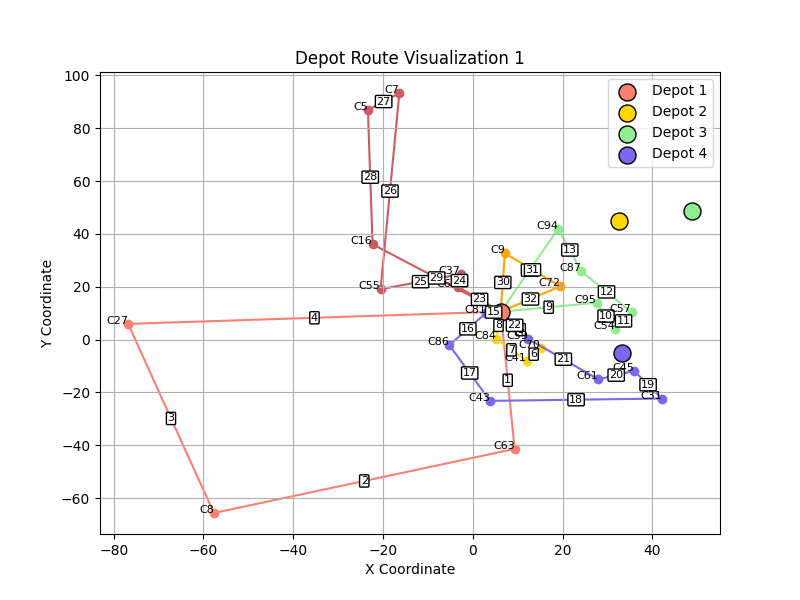 Depot Route Visualization 1
Depot 1
Depot 2
Depot 3
Depot 4
Y Coordinate
100
80
60
40
20
0
−20
−40
−60
−80
−60
−40
−20
0
20
40
X Coordinate
C7
C5
27
28
26
C94
C16
C9
13
C37
31
C87
25
29
24
30
C72
C55
12
23
32
C95
9
C57
15
10
11
C27
4
16
8
22
C54
C84
C86
7
6
21
C41
17
C45
C61
20
19
1
18
C31
C43
3
C63
2
C8